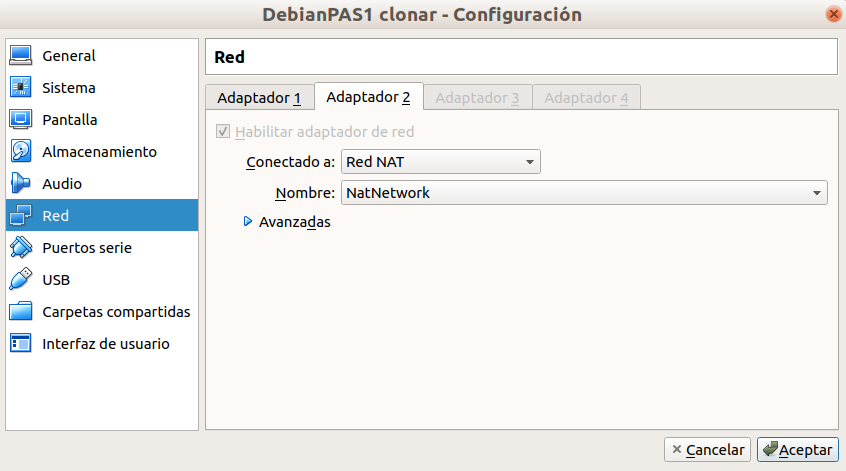 DebianPAS1 clonar - Configuración
General
Sistema
Pantalla
Almacenamiento
Audio
Red
Puertos serie
USB
Carpetas compartidas
Interfaz de usuario
Red
Adaptador 1 Adaptador 2 Adaptador 3 Adaptador 4
Habilitar adaptador de red
Conectado a: Red NAT
Nombre: NatNetwork
Avanzadas
Cancelar Aceptar